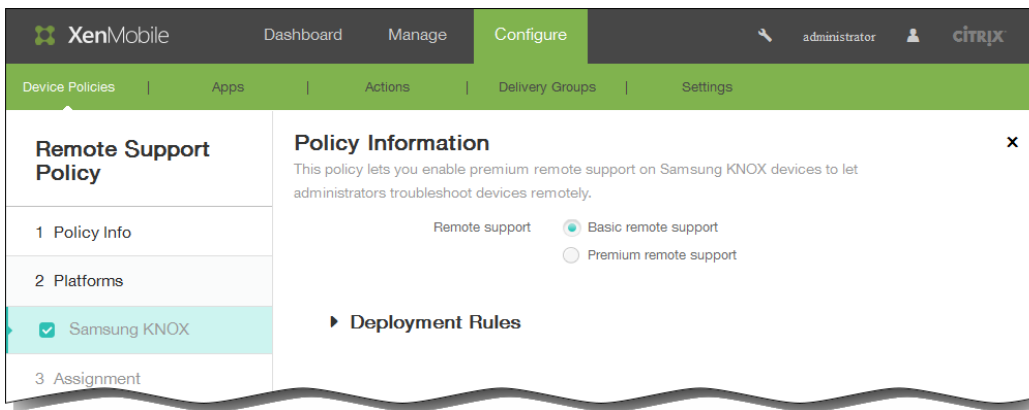 XenMobile
Dashboard Manage Configure
administrator
CİTRIX
Device Policies | Apps | Actions | Delivery Groups | Settings
Remote Support
Policy
1 Policy Info
2 Platforms
Samsung KNOX
3 Assignment
Policy Information
This policy lets you enable premium remote support on Samsung KNOX devices to let
administrators troubleshoot devices remotely.
Remote support
Basic remote support
Premium remote support
Deployment Rules